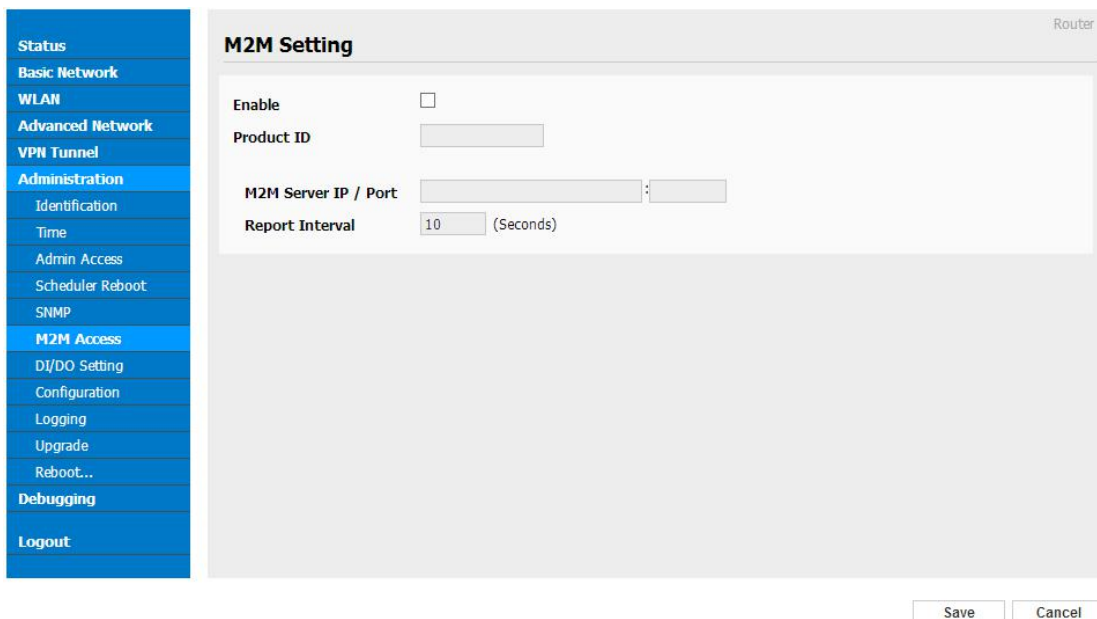 Router
Status
Basic Network
WLAN
Advanced Network
VPN Tunnel
Administration
Identification
Time
Admin Access
Scheduler Reboot
SNMP
M2M Access
DI/DO Setting
Configuration
Logging
Upgrade
Reboot...
Debugging
Logout
M2M Setting
Enable
Product ID
M2M Server IP / Port :
Report Interval 10 (Seconds)
Save Cancel